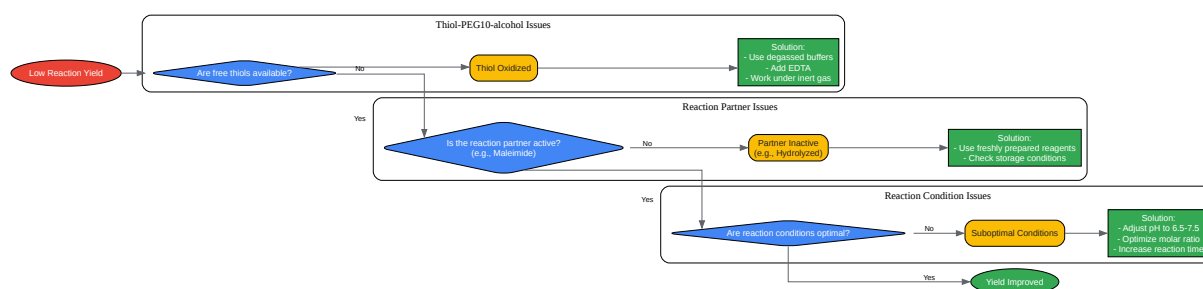 Thiol-PEG10-alcohol Issues
Low Reaction Yield
Are free thiols available?
No
Thiol Oxidized
Solution:
- Use degassed buffers
- Add EDTA
- Work under inert gas
Yes
Reaction Partner Issues
Is the reaction partner active?
(e.g., Maleimide)
No
Partner Inactive
(e.g., Hydrolyzed)
Solution:
- Use freshly prepared reagents
- Check storage conditions
Yes
Reaction Condition Issues
Are reaction conditions optimal?
No
Suboptimal Conditions
Solution:
- Adjust pH to 6.5-7.5
- Optimize molar ratio
- Increase reaction time
Yes
Yield Improved